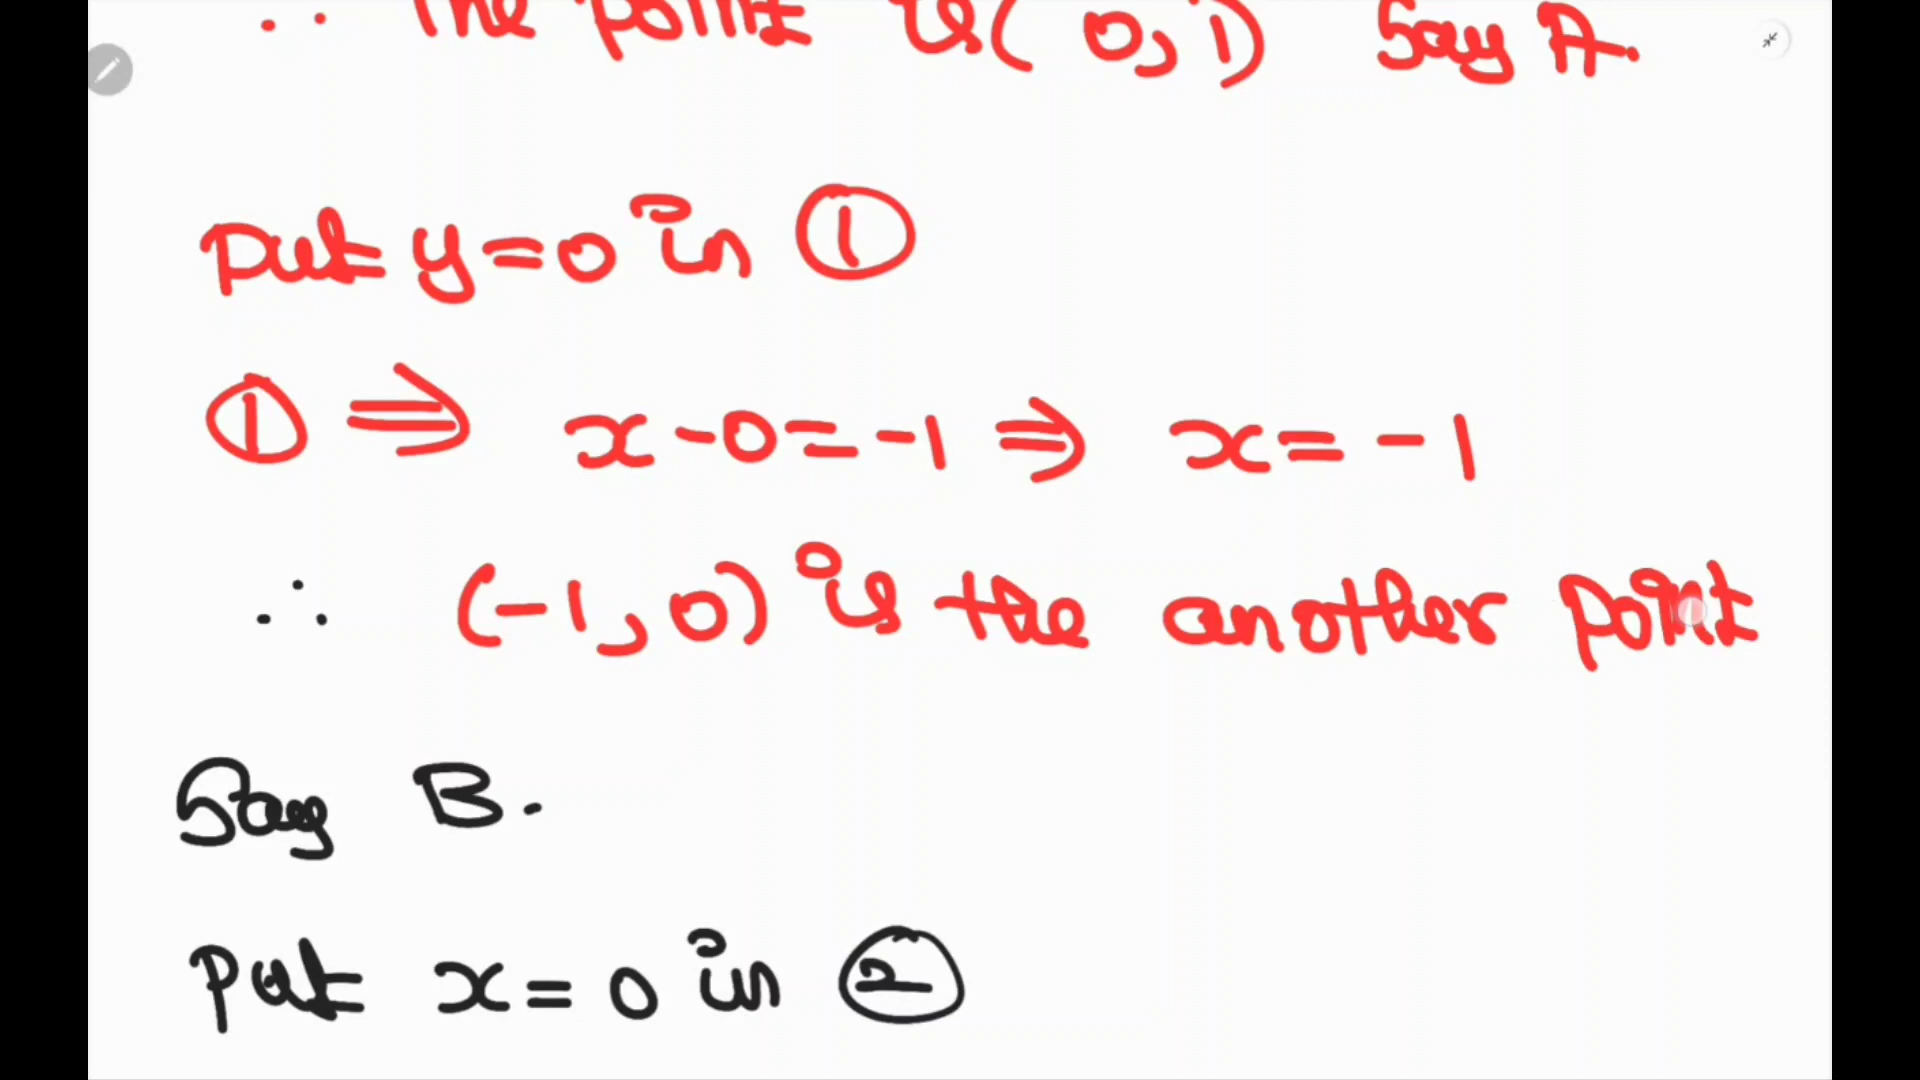 ∴ The point is (0,1) Say A.
put y=0 in ①
① ⇒ x-0=-1 ⇒ x=-1
∴ (-1,0) is the another point
Say B.
put x=0 in ②